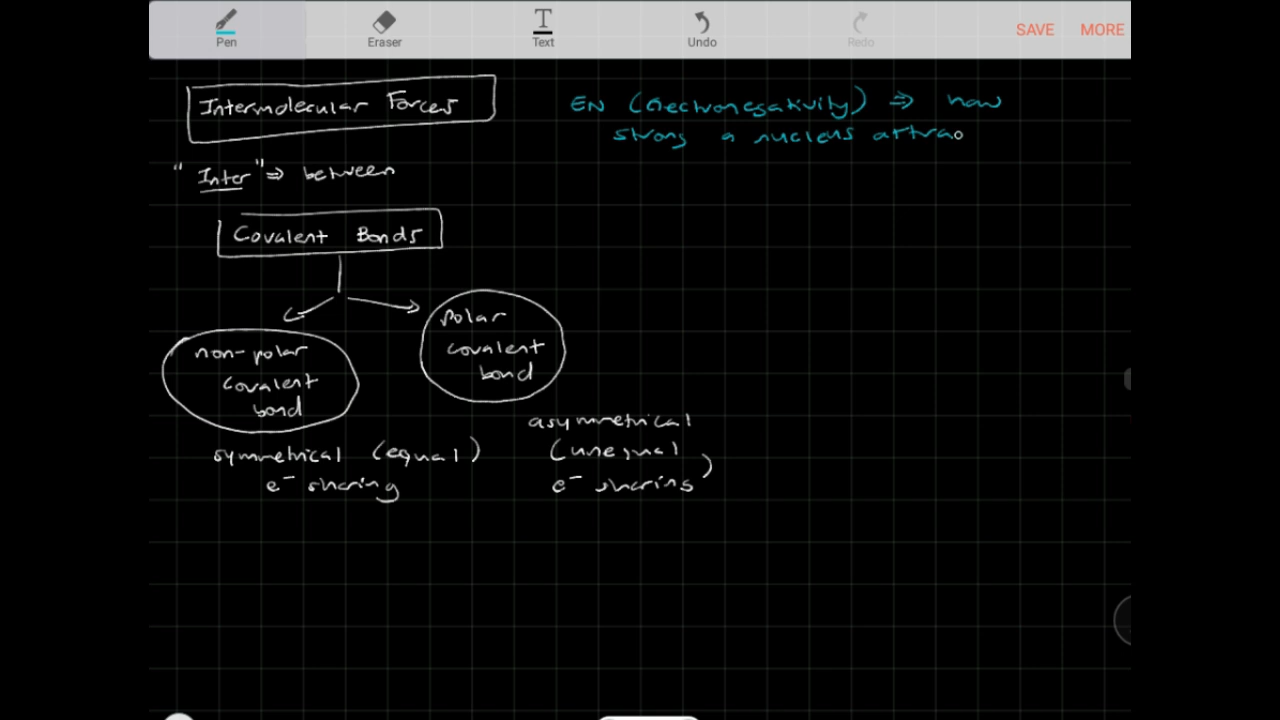 Pen
Eraser
Text
Undo
Redo
SAVE
MORE
Intermolecular Forces
EN (Electronegativity) ⇒ how
strong a nucleus attrac
"Inter" ⇒ between
Covalent Bonds
non-polar
covalent
bond
polar
covalent
bond
symmetrical (equal)
e⁻ sharing
asymmetrical
(unequal
e⁻ sharing)